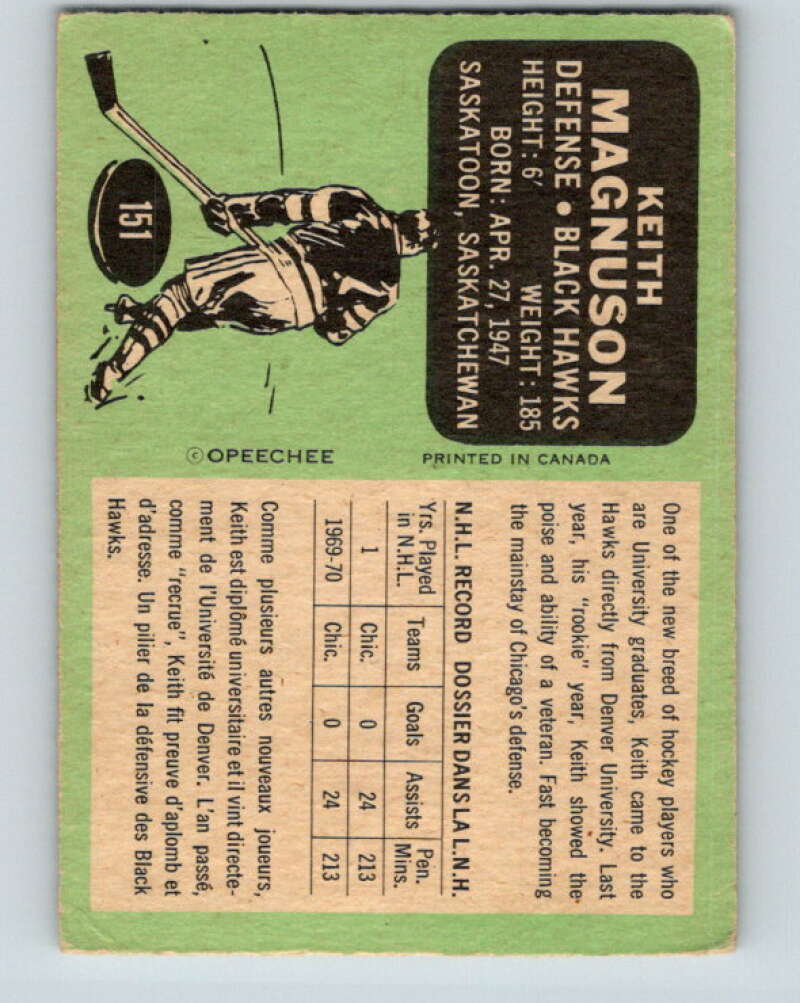 KEITH
MAGNUSON
DEFENSE • BLACK HAWKS
HEIGHT: 6' WEIGHT: 185
BORN: APR. 27, 1947
SASKATOON, SASKATCHEWAN
151
© OPEECHEE
PRINTED IN CANADA
One of the new breed of hockey players who
are University graduates, Keith came to the
Hawks directly from Denver University. Last
year, his "rookie" year, Keith showed the
poise and ability of a veteran. Fast becoming
the mainstay of Chicago's defense.
N.H.L. RECORD DOSSIER DANS LA L.N.H.
Yrs. Played Teams Goals Assists Pen.
in N.H.L. Mins.
1 Chic. 0 24 213
1969-70 Chic. 0 24 213
Comme plusieurs autres nouveaux joueurs,
Keith est diplômé universitaire et il vint directe-
ment de l'Université de Denver. L'an passé,
comme "recrue", Keith fit preuve d'aplomb et
d'adresse. Un pilier de la défensive des Black
Hawks.